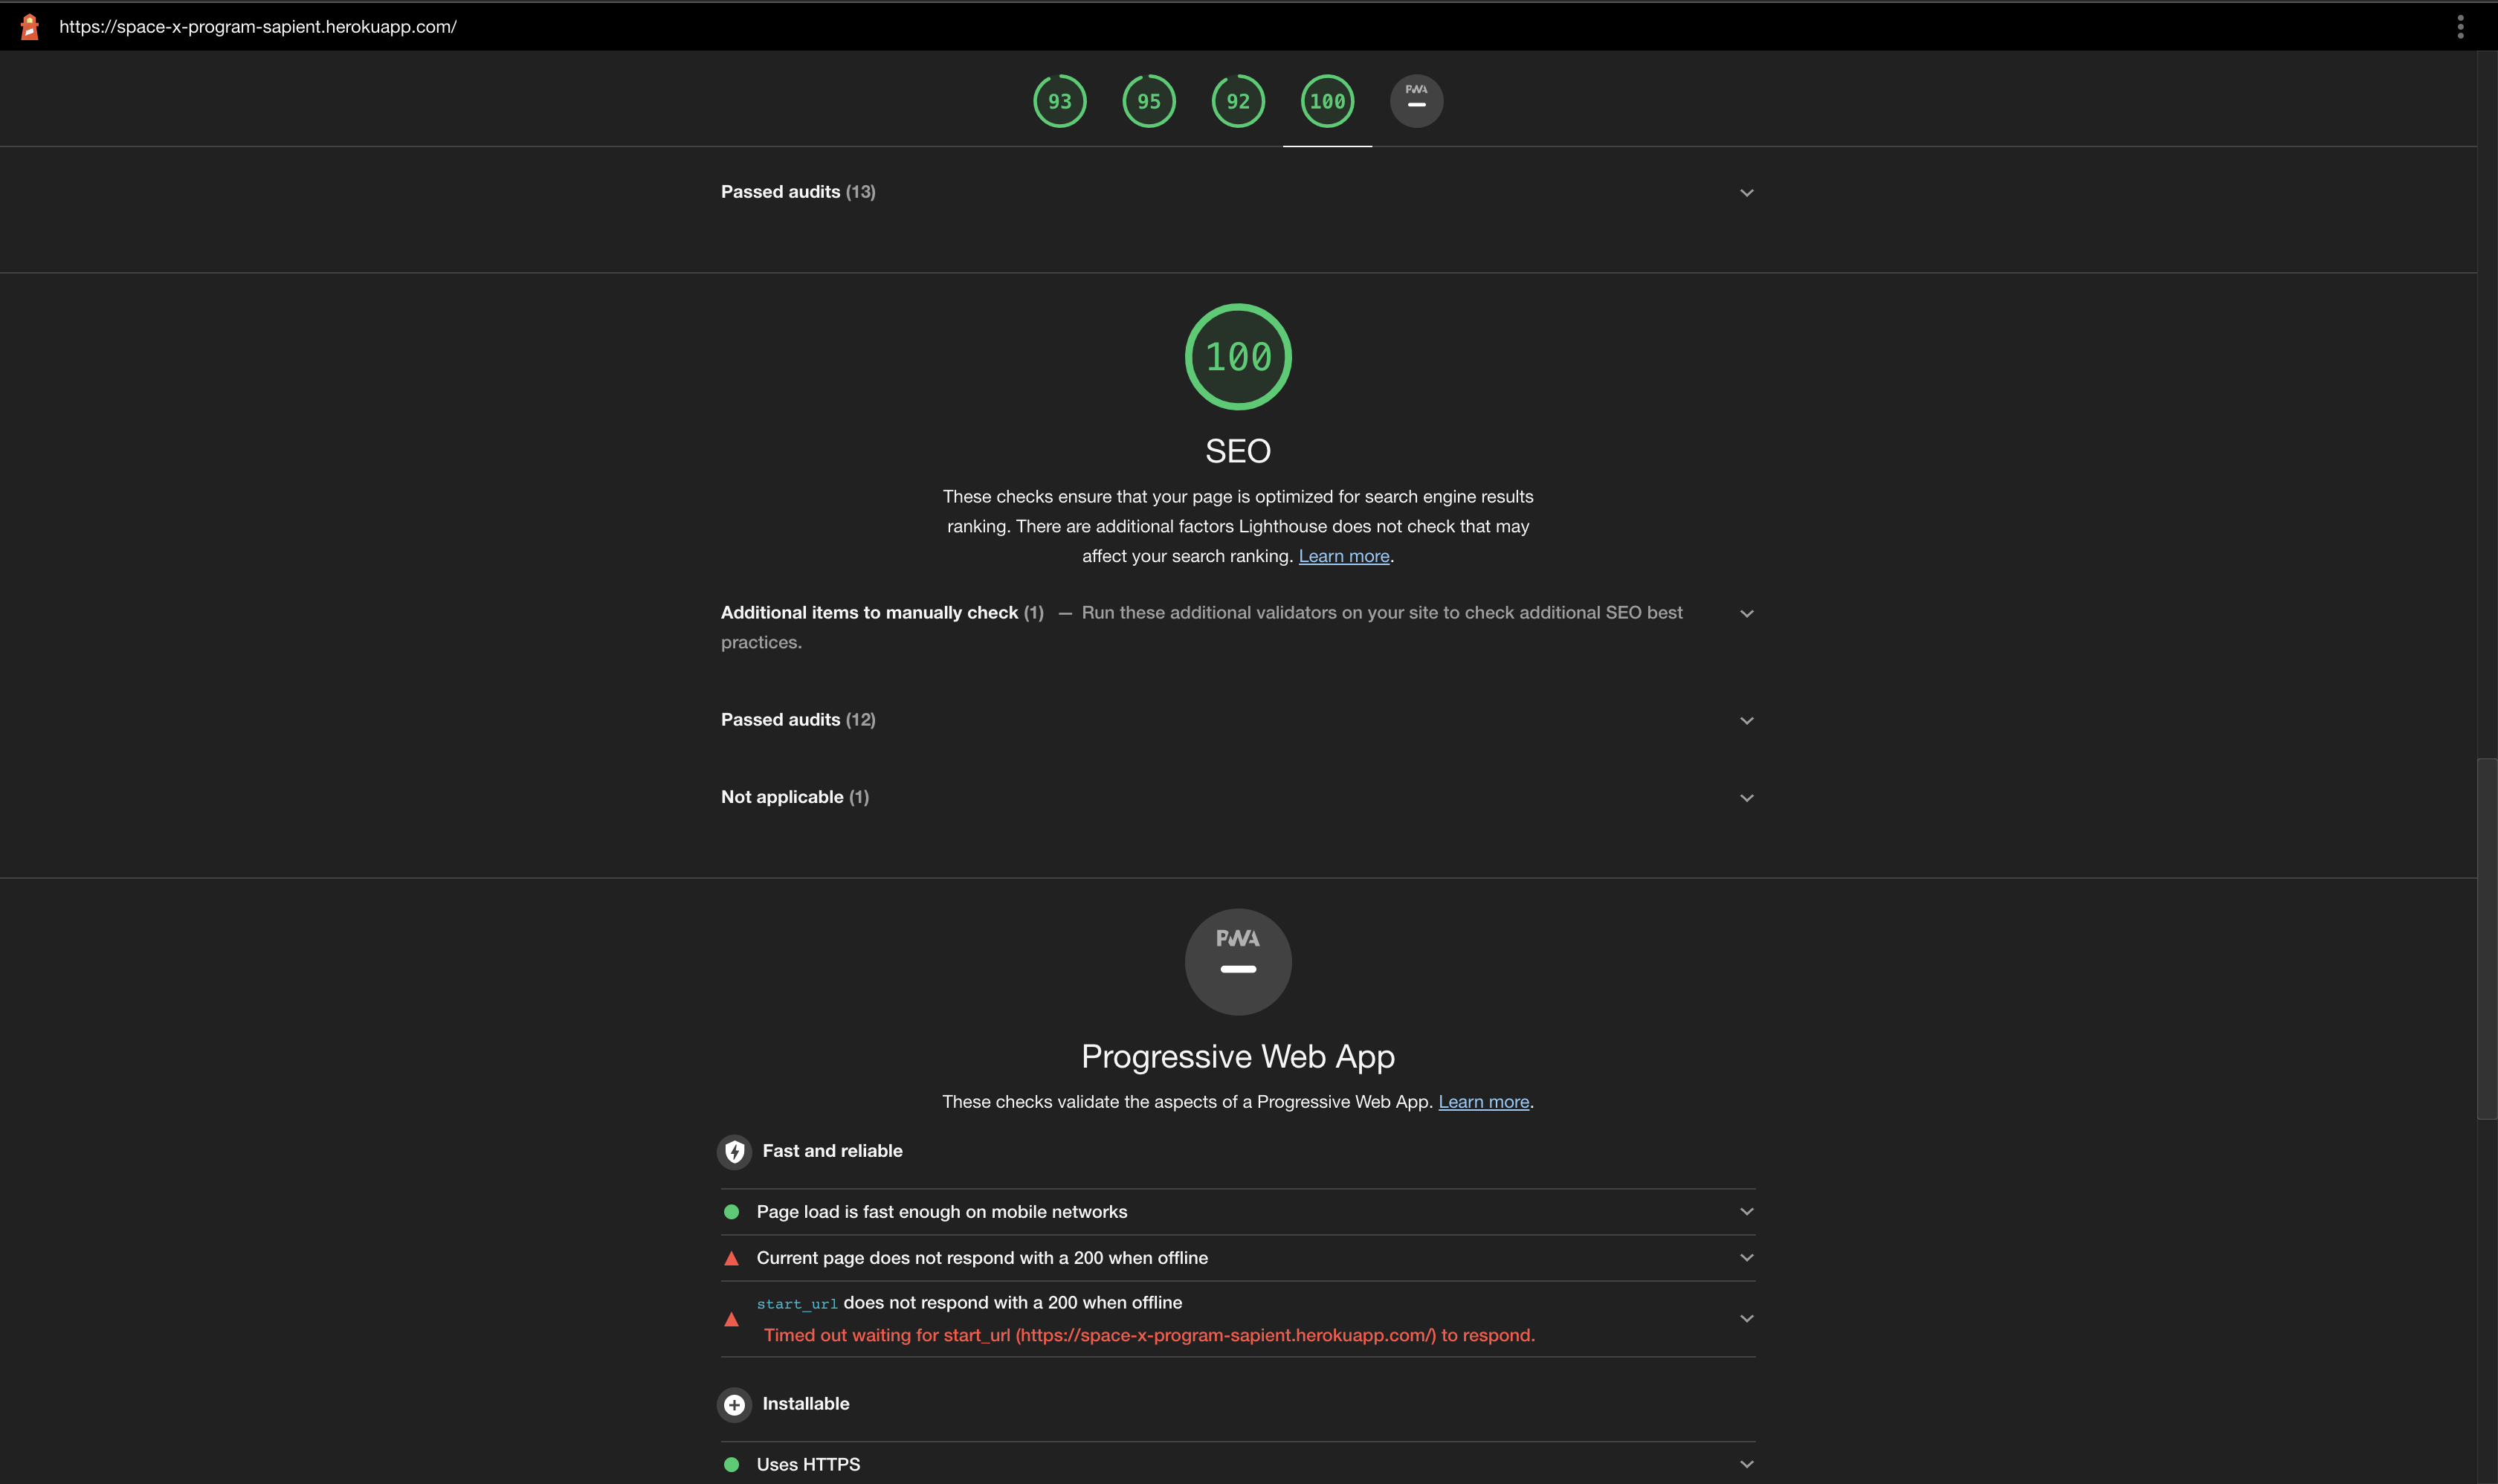 https://space-x-program-sapient.herokuapp.com/
93
95
92
100
PWA
Passed audits (13)
100
SEO
These checks ensure that your page is optimized for search engine results
ranking. There are additional factors Lighthouse does not check that may
affect your search ranking. Learn more.
Additional items to manually check (1) — Run these additional validators on your site to check additional SEO best
practices.
Passed audits (12)
Not applicable (1)
PWA
Progressive Web App
These checks validate the aspects of a Progressive Web App. Learn more.
Fast and reliable
Page load is fast enough on mobile networks
Current page does not respond with a 200 when offline
start_url does not respond with a 200 when offline
Timed out waiting for start_url (https://space-x-program-sapient.herokuapp.com/) to respond.
Installable
Uses HTTPS